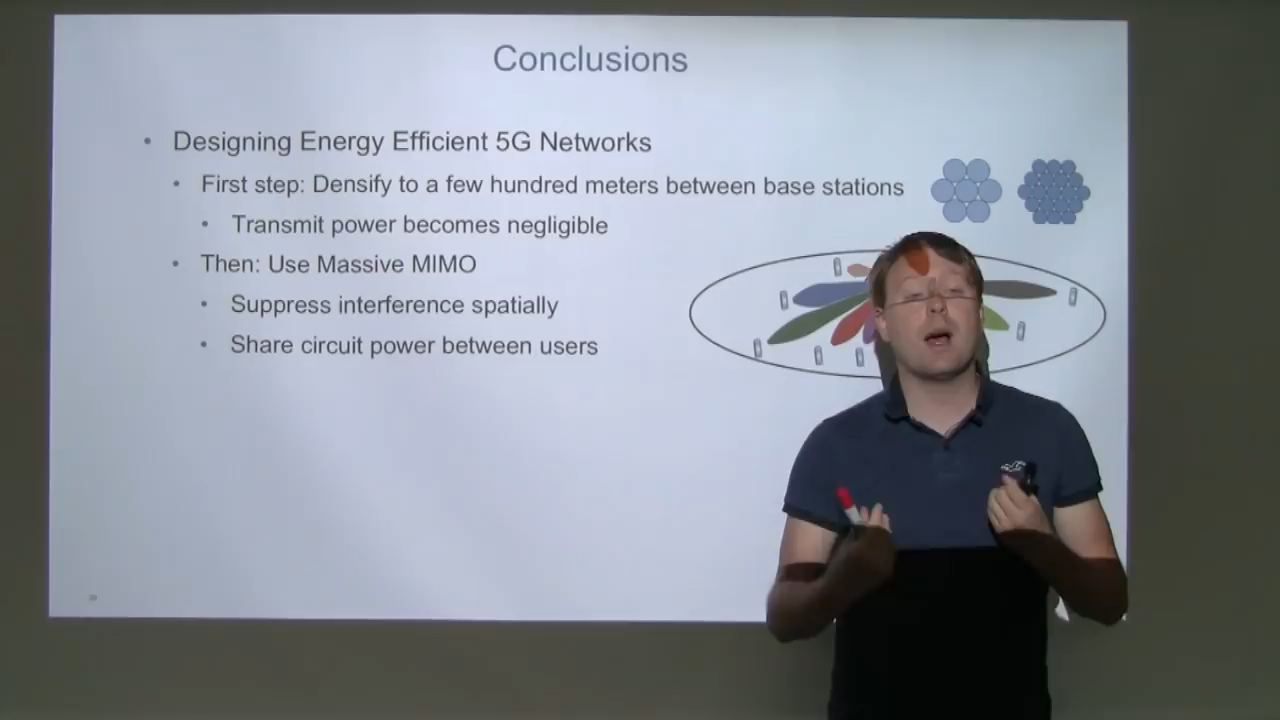 Conclusions
• Designing Energy Efficient 5G Networks
• First step: Densify to a few hundred meters between base stations
• Transmit power becomes negligible
• Then: Use Massive MIMO
• Suppress interference spatially
• Share circuit power between users